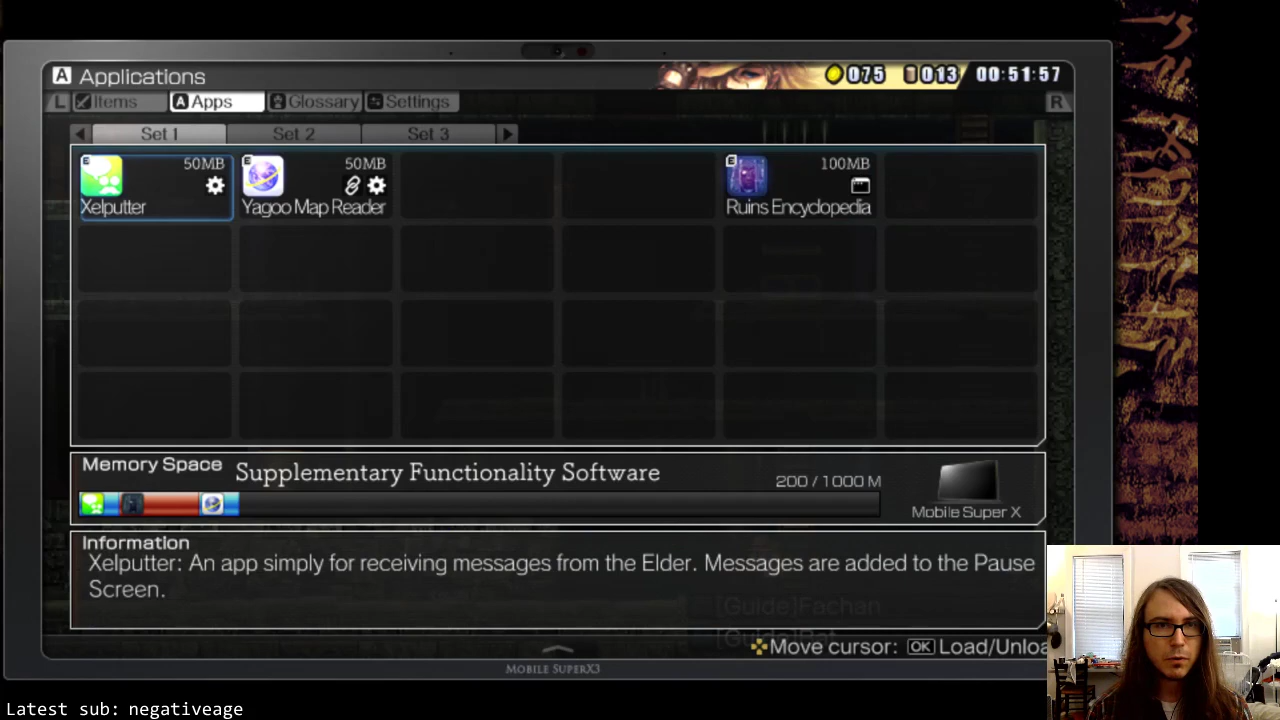 A Applications
075 013 00:51:57
L Items A Apps Glossary Settings R
Set 1 Set 2 Set 3
E 50MB E 50MB E 100MB
Xelputter Yagoo Map Reader Ruins Encyclopedia
Memory Space Supplementary Functionality Software
200 / 1000 M
Mobile Super X
Information
Xelputter: An app simply for receiving messages from the Elder. Messages are added to the Pause
Screen.
Move cursor: OK Load/Unloa
MOBILE SUPERX3
Latest sub: negativeage